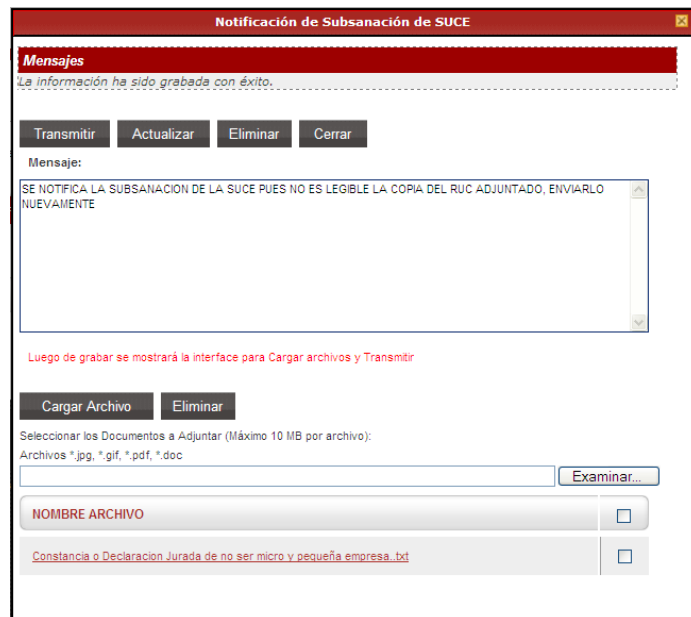 Notificación de Subsanación de SUCE
Mensajes
La información ha sido grabada con éxito.
Transmitir Actualizar Eliminar Cerrar
Mensaje:
SE NOTIFICA LA SUBSANACION DE LA SUCE PUES NO ES LEGIBLE LA COPIA DEL RUC ADJUNTADO, ENVIARLO
NUEVAMENTE
Luego de grabar se mostrará la interface para Cargar archivos y Transmitir
Cargar Archivo Eliminar
Seleccionar los Documentos a Adjuntar (Máximo 10 MB por archivo):
Archivos *.jpg, *.gif, *.pdf, *.doc
Examinar...
NOMBRE ARCHIVO
Constancia o Declaracion Jurada de no ser micro y pequeña empresa..txt